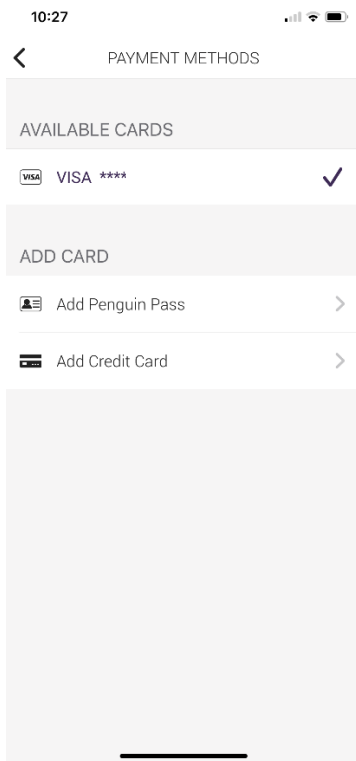 10:27
PAYMENT METHODS
AVAILABLE CARDS
VISA VISA ****
ADD CARD
Add Penguin Pass
Add Credit Card